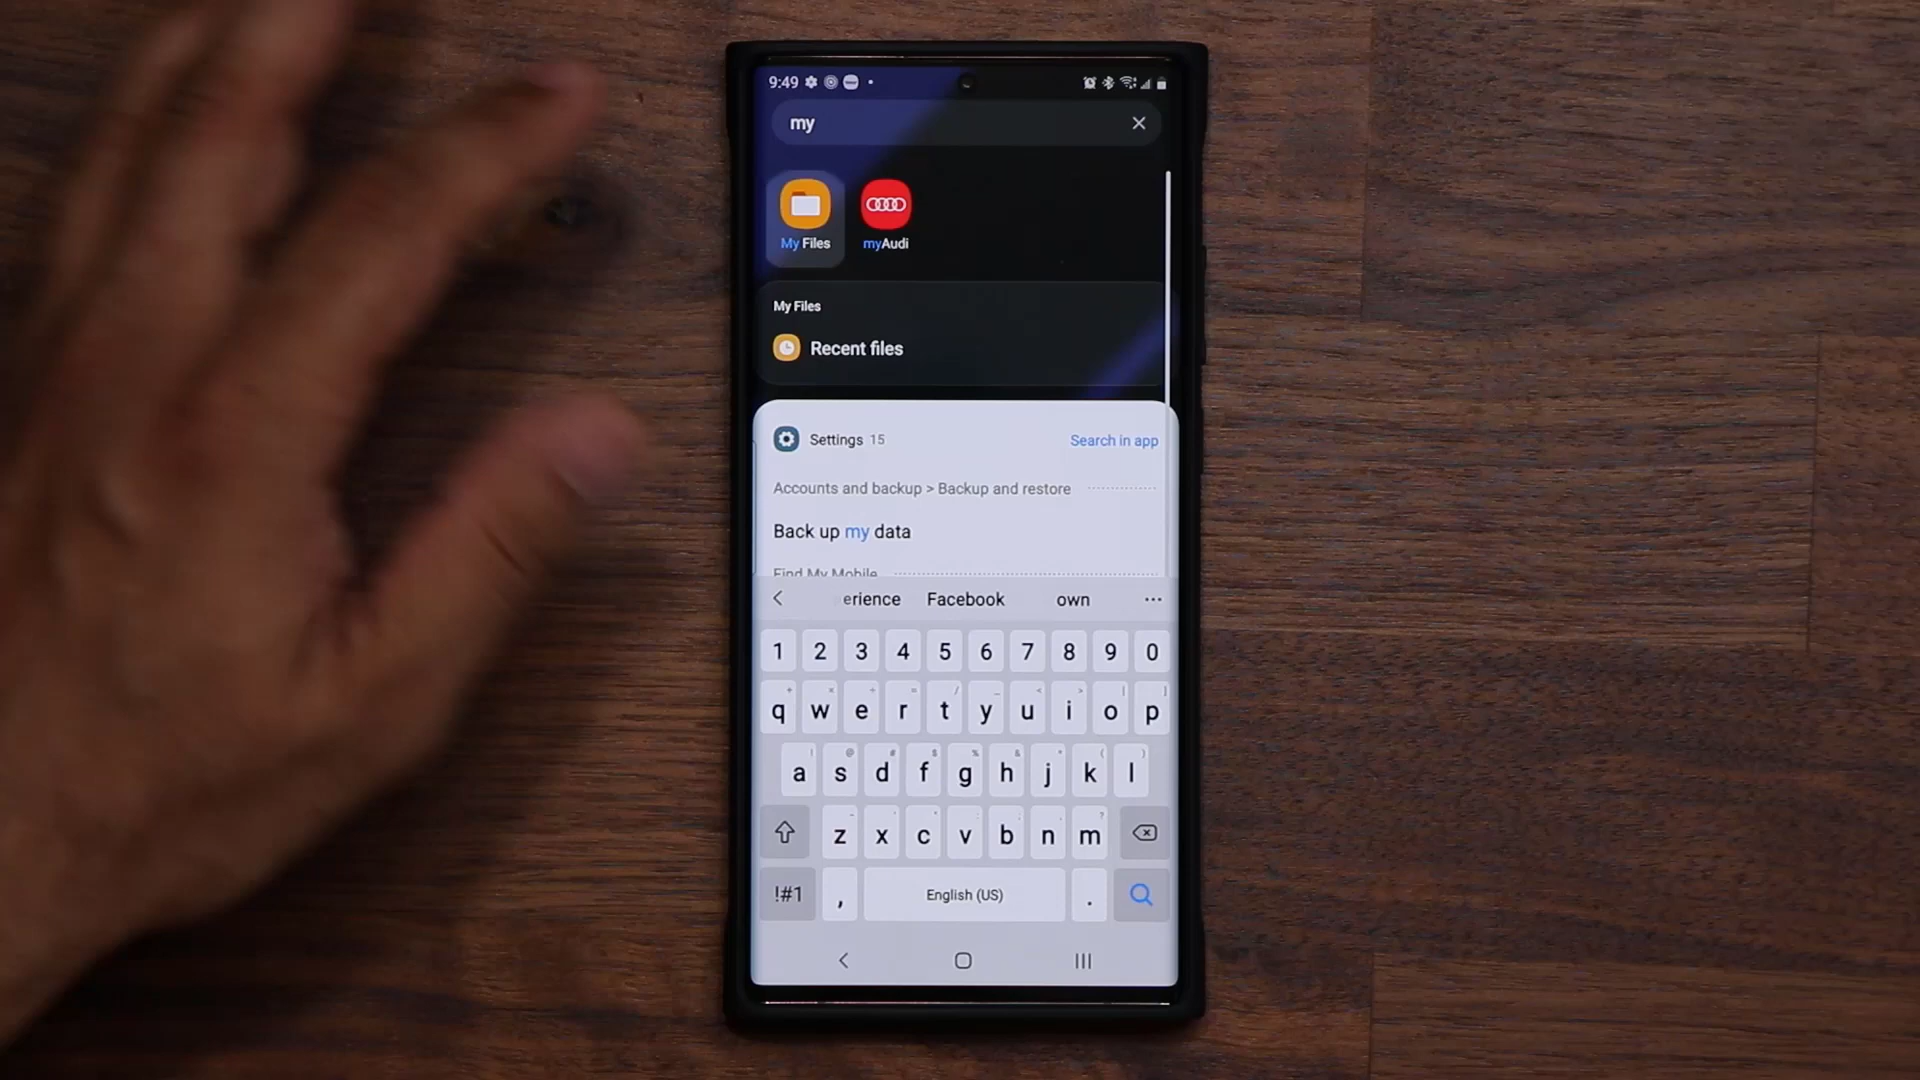 9:49
my
My Files
myAudi
My Files
Recent files
Settings 15
Search in app
Accounts and backup > Backup and restore
Back up my data
Find My Mobile
erience Facebook own ...
1 2 3 4 5 6 7 8 9 0
q w e r t y u i o p
a s d f g h j k l
z x c v b n m
!#1 , English (US) .